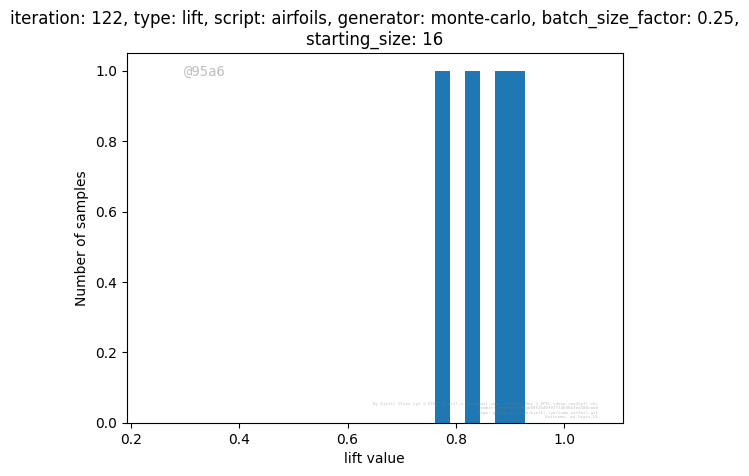 iteration: 122, type: lift, script: airfoils, generator: monte-carlo, batch_size_factor: 0.25,
starting_size: 16
@95a6
1.0
0.8
0.6
0.4
0.2
0.0
Number of samples
0.2 0.4 0.6 0.8 1.0
lift value